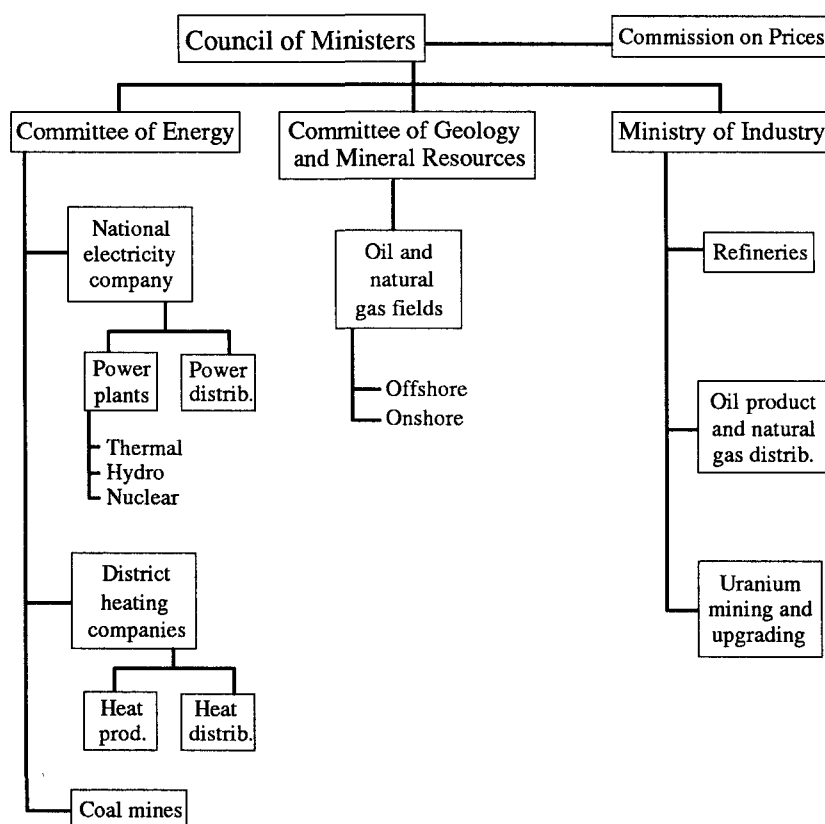 Council of Ministers
Commission on Prices
Committee of Energy
Committee of Geology
and Mineral Resources
Ministry of Industry
National
electricity
company
Power
plants
Power
distrib.
Thermal
Hydro
Nuclear
District
heating
companies
Heat
prod.
Heat
distrib.
Coal mines
Oil and
natural
gas fields
Offshore
Onshore
Refineries
Oil product
and natural
gas distrib.
Uranium
mining and
upgrading